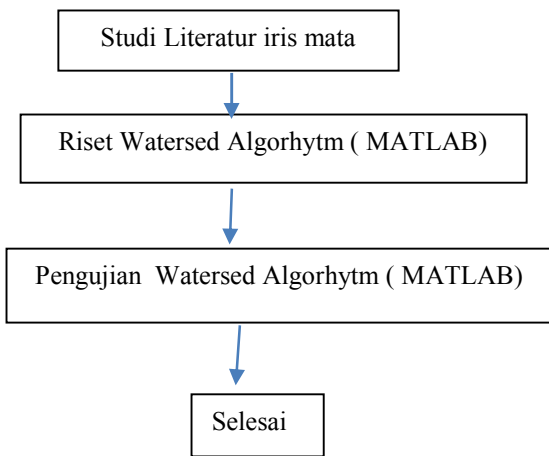 Studi Literatur iris mata
Riset Watersed Algorhytm ( MATLAB)
Pengujian Watersed Algorhytm ( MATLAB)
Selesai